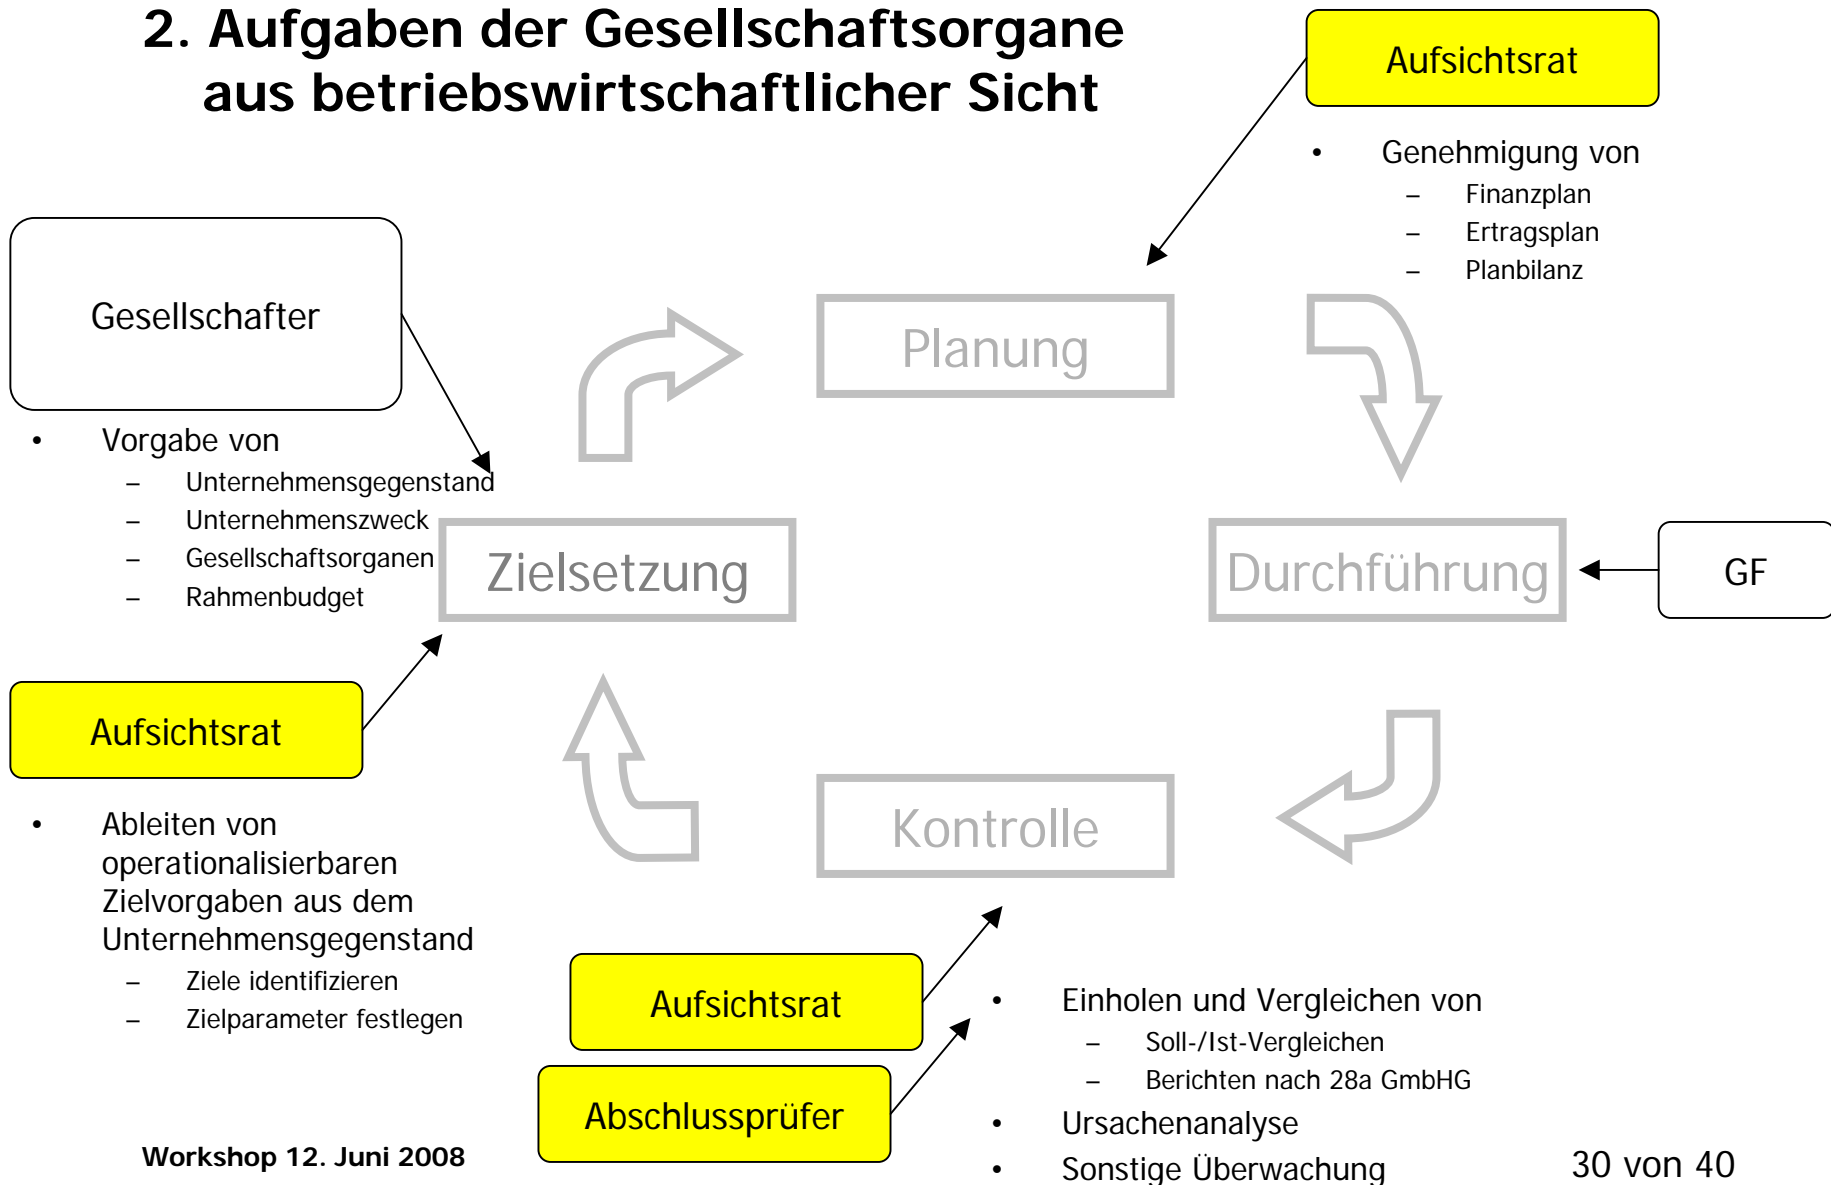 2. Aufgaben der Gesellschaftsorgane
aus betriebswirtschaftlicher Sicht
Aufsichtsrat
• Genehmigung von
– Finanzplan
– Ertragsplan
– Planbilanz
Gesellschafter
• Vorgabe von
– Unternehmensgegenstand
– Unternehmenszweck
– Gesellschaftsorganen
– Rahmenbudget
Planung
Zielsetzung
Durchführung
GF
Aufsichtsrat
• Ableiten von
operationalisierbaren
Zielvorgaben aus dem
Unternehmensgegenstand
– Ziele identifizieren
– Zielparameter festlegen
Kontrolle
Aufsichtsrat
Abschlussprüfer
• Einholen und Vergleichen von
– Soll-/Ist-Vergleichen
– Berichten nach 28a GmbHG
• Ursachenanalyse
• Sonstige Überwachung
Workshop 12. Juni 2008
30 von 40